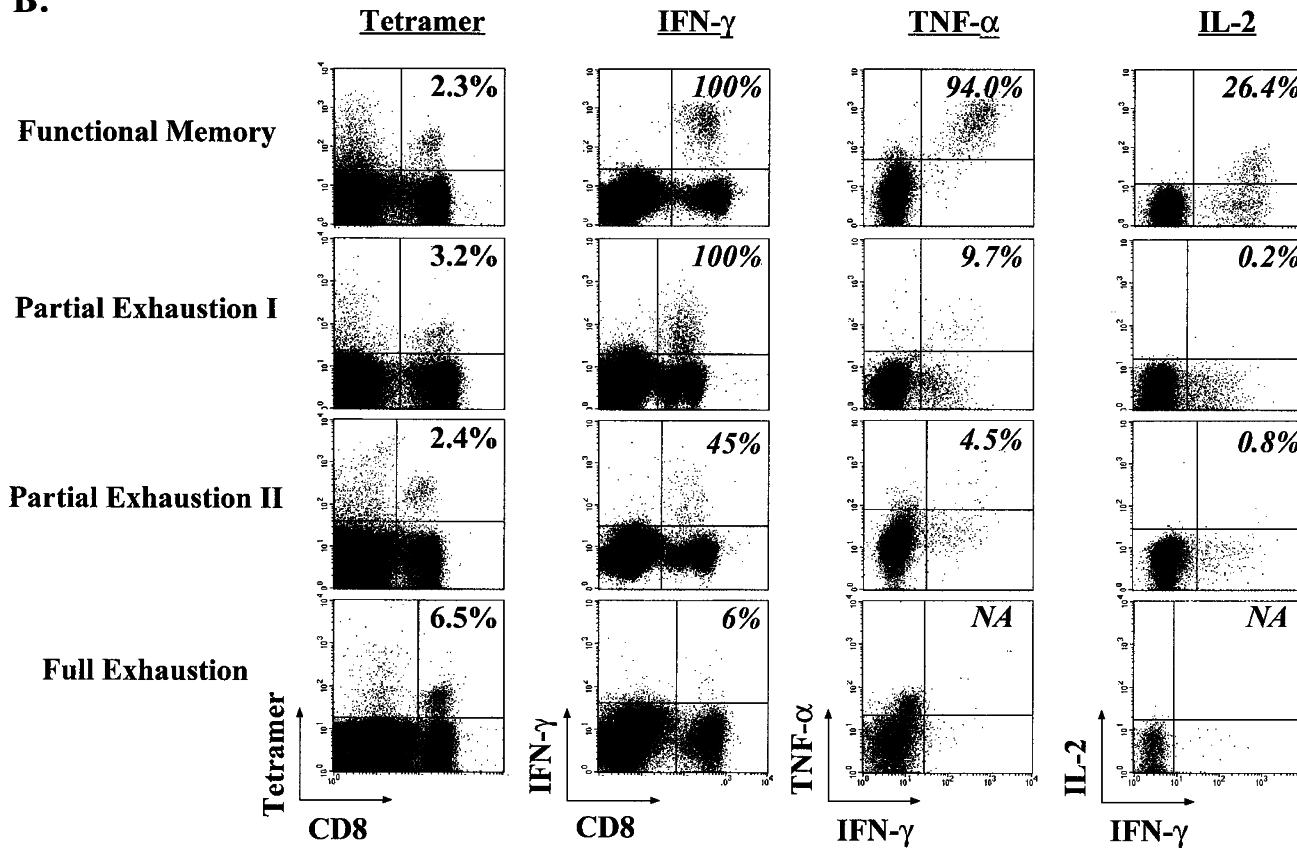 B.
Tetramer IFN-γ TNF-α IL-2
Functional Memory 2.3% 100% 94.0% 26.4%
Partial Exhaustion I 3.2% 100% 9.7% 0.2%
Partial Exhaustion II 2.4% 45% 4.5% 0.8%
Full Exhaustion 6.5% 6% NA NA
Tetramer IFN-γ TNF-α IL-2
CD8 CD8 IFN-γ IFN-γ